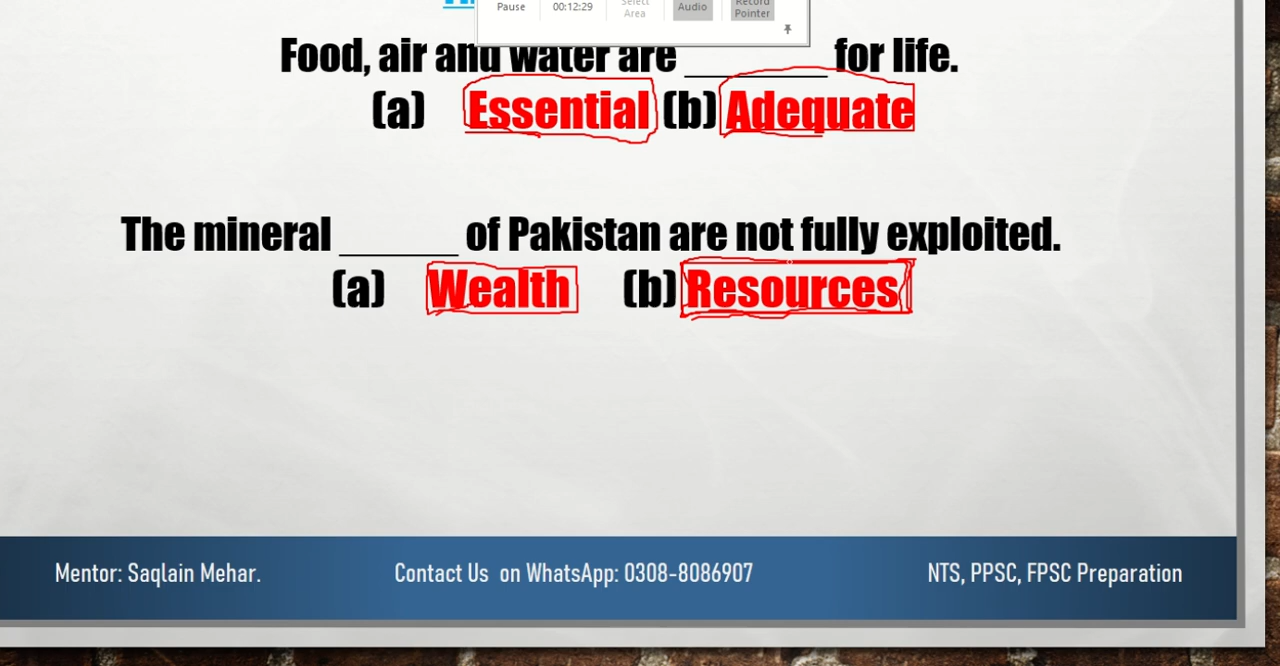 Pause
00:12:29
Select
Area
Audio
Record
Pointer
Food, air and water are ______ for life.
(a) Essential (b) Adequate
The mineral ______ of Pakistan are not fully exploited.
(a) Wealth (b) Resources
Mentor: Saqlain Mehar.
Contact Us on WhatsApp: 0308-8086907
NTS, PPSC, FPSC Preparation